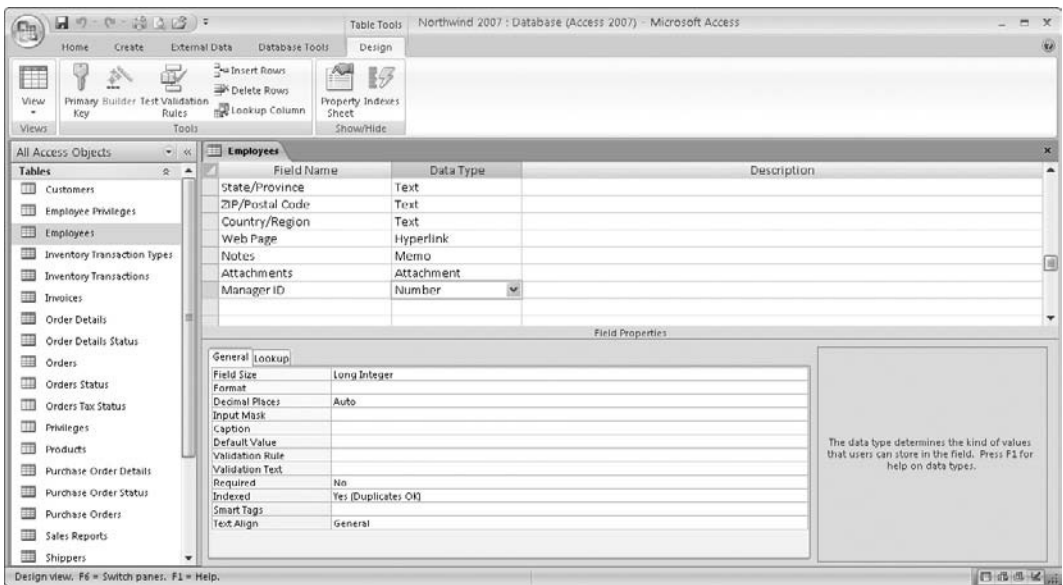 Table Tools Northwind 2007 : Database (Access 2007) - Microsoft Access
Home Create External Data Database Tools Design
View
Primary Key
Builder
Test Validation Rules
Insert Rows
Delete Rows
Lookup Column
Property Sheet
Indexes
Views Tools Show/Hide
All Access Objects
Tables
Customers
Employee Privileges
Employees
Inventory Transaction Types
Inventory Transactions
Invoices
Order Details
Order Details Status
Orders
Orders Status
Orders Tax Status
Privileges
Products
Purchase Order Details
Purchase Order Status
Purchase Orders
Sales Reports
Shippers
Employees
Field Name Data Type Description
State/Province Text
ZIP/Postal Code Text
Country/Region Text
Web Page Hyperlink
Notes Memo
Attachments Attachment
Manager ID Number
Field Properties
General Lookup
Field Size Long Integer
Format
Decimal Places Auto
Input Mask
Caption
Default Value
Validation Rule
Validation Text
Required No
Indexed Yes (Duplicates OK)
Smart Tags
Text Align General
The data type determines the kind of values
that users can store in the field. Press F1 for
help on data types.
Design view. F6 = Switch panes. F1 = Help.